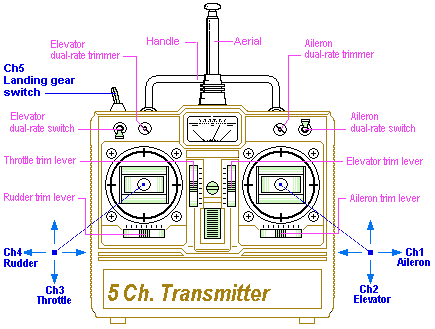 Elevator
dual-rate trimmer
Handle
Aerial
Aileron
dual-rate trimmer
Ch5
Landing gear
switch
Elevator
dual-rate switch
Aileron
dual-rate switch
Throttle trim lever
Elevator trim lever
Rudder trim lever
Aileron trim lever
Ch4
Rudder
Ch3
Throttle
Ch1
Aileron
Ch2
Elevator
5 Ch. Transmitter